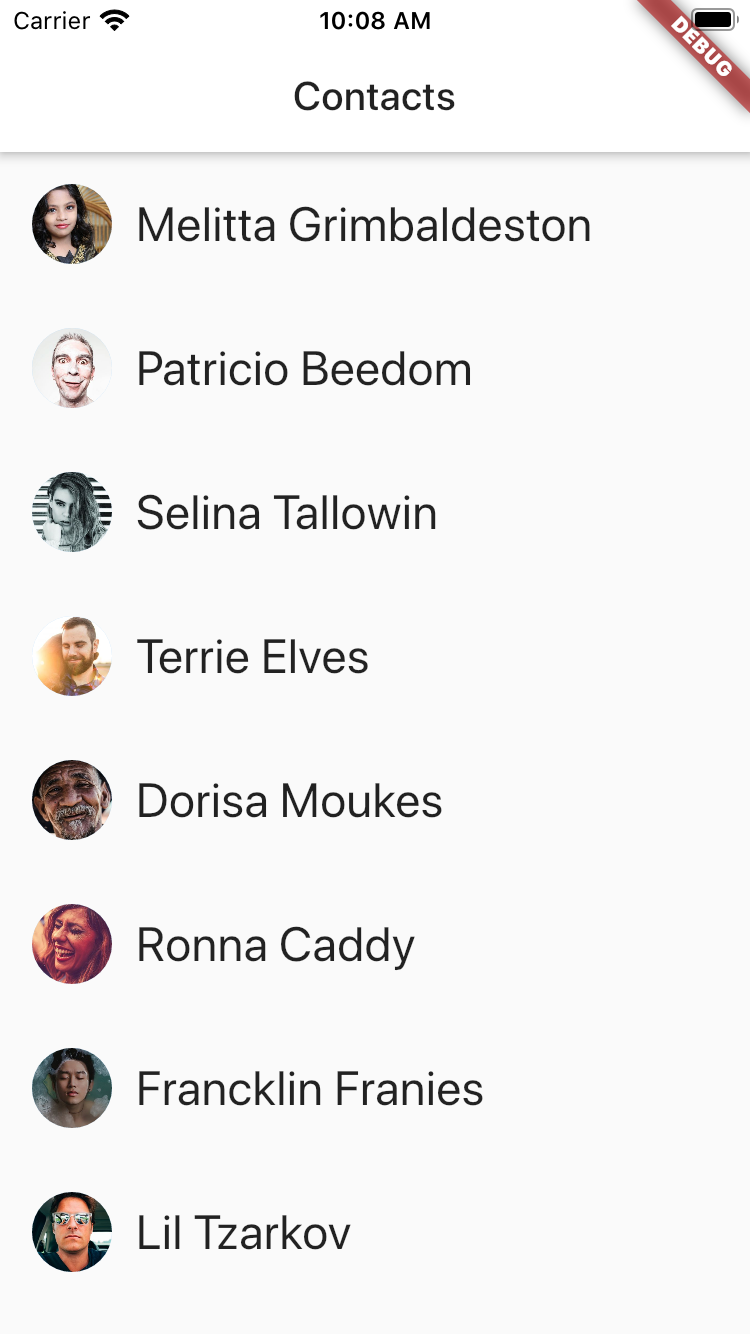 Carrier 10:08 AM
DEBUG
Contacts
Melitta Grimbaldeston
Patricio Beedom
Selina Tallowin
Terrie Elves
Dorisa Moukes
Ronna Caddy
Francklin Franies
Lil Tzarkov